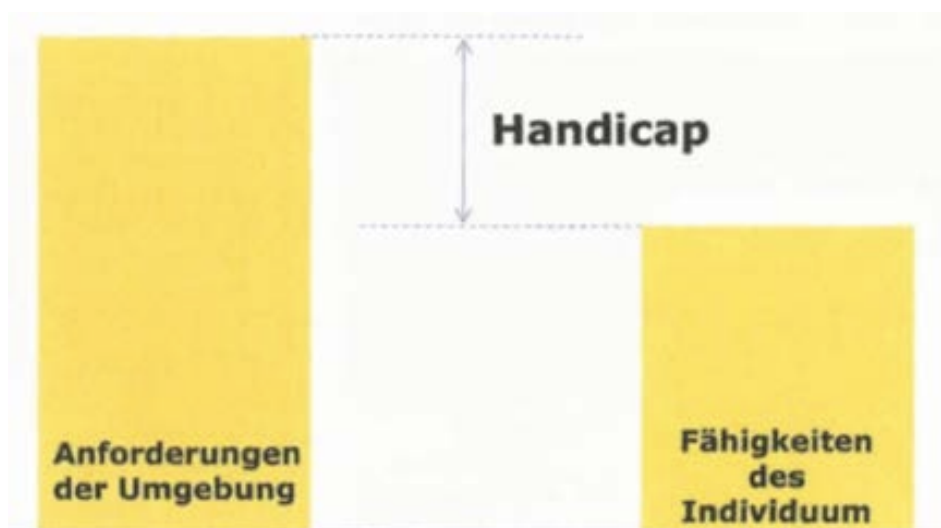 Handicap
Anforderungen
der Umgebung
Fähigkeiten
des
Individuum